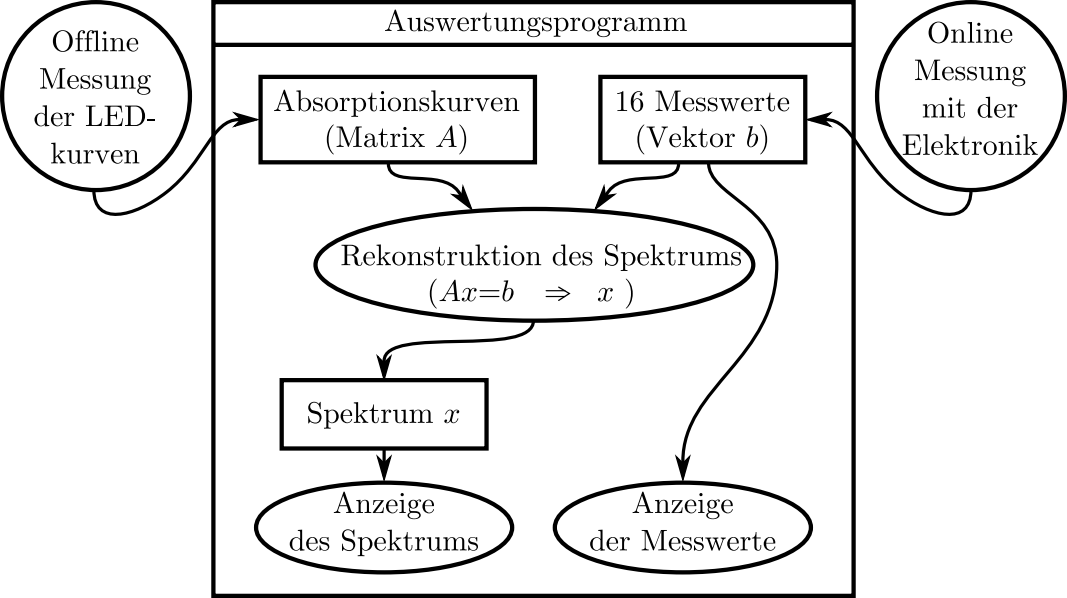 Auswertungsprogramm
Offline
Messung
der LED-
kurven
Absorptionskurven
(Matrix A)
16 Messwerte
(Vektor b)
Online
Messung
mit der
Elektronik
Rekonstruktion des Spektrums
(Ax=b ⇒ x )
Spektrum x
Anzeige
des Spektrums
Anzeige
der Messwerte